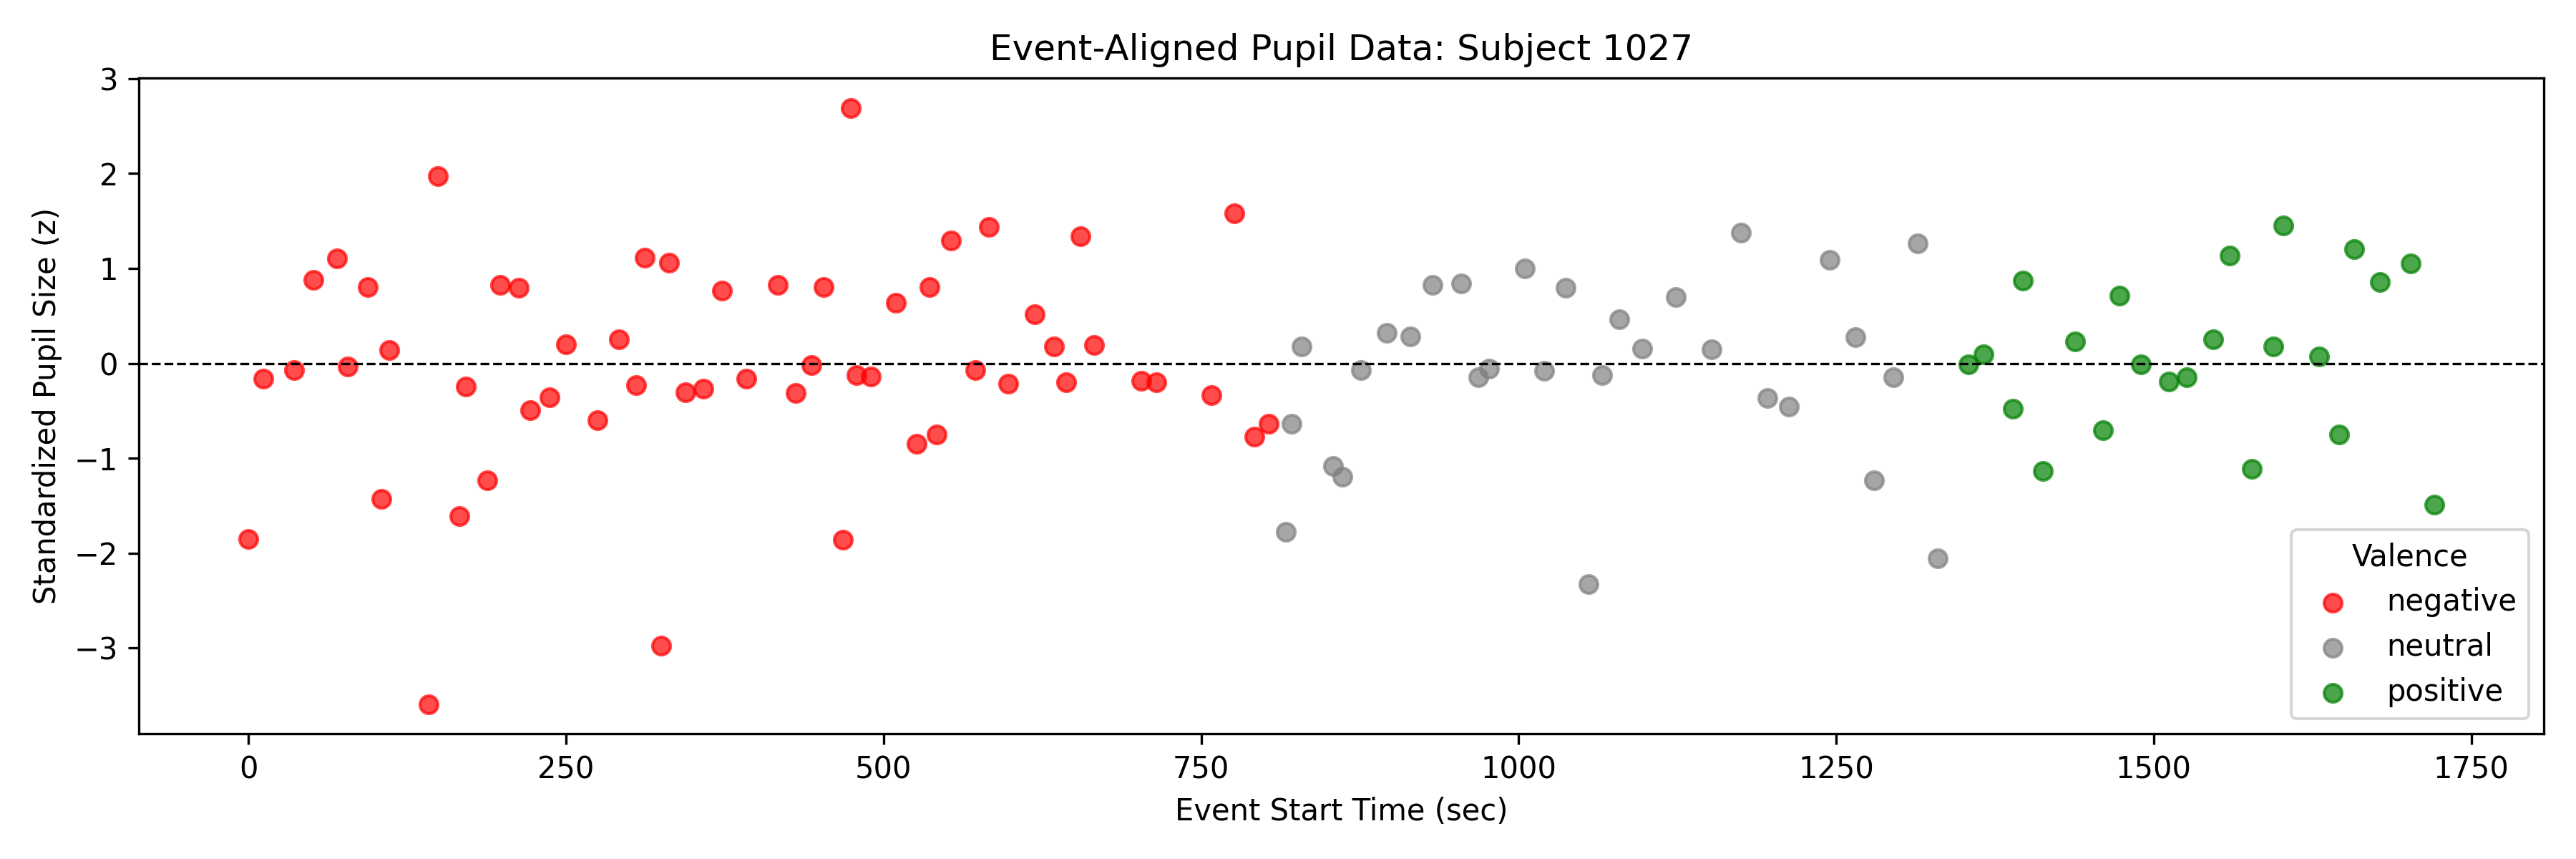 Event-Aligned Pupil Data: Subject 1027
3
2
1
0
−1
−2
−3
Standardized Pupil Size (z)
0 250 500 750 1000 1250 1500 1750
Event Start Time (sec)
Valence
negative
neutral
positive